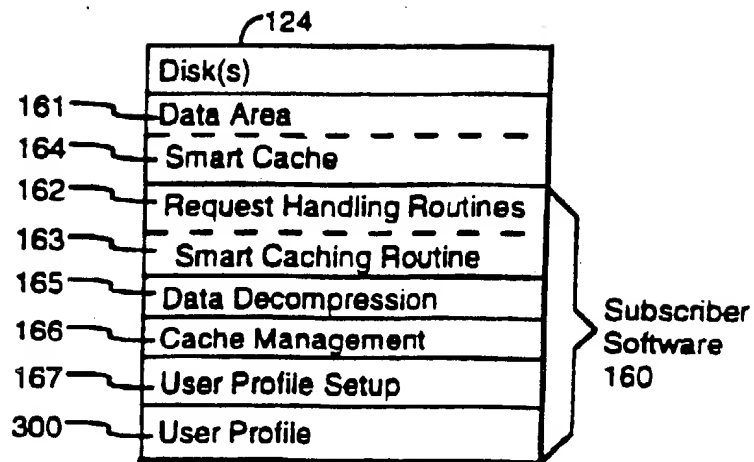 124
Disk(s)
161 Data Area
164 Smart Cache
162 Request Handling Routines
163 Smart Caching Routine
165 Data Decompression
166 Cache Management
167 User Profile Setup
300 User Profile
Subscriber
Software
160